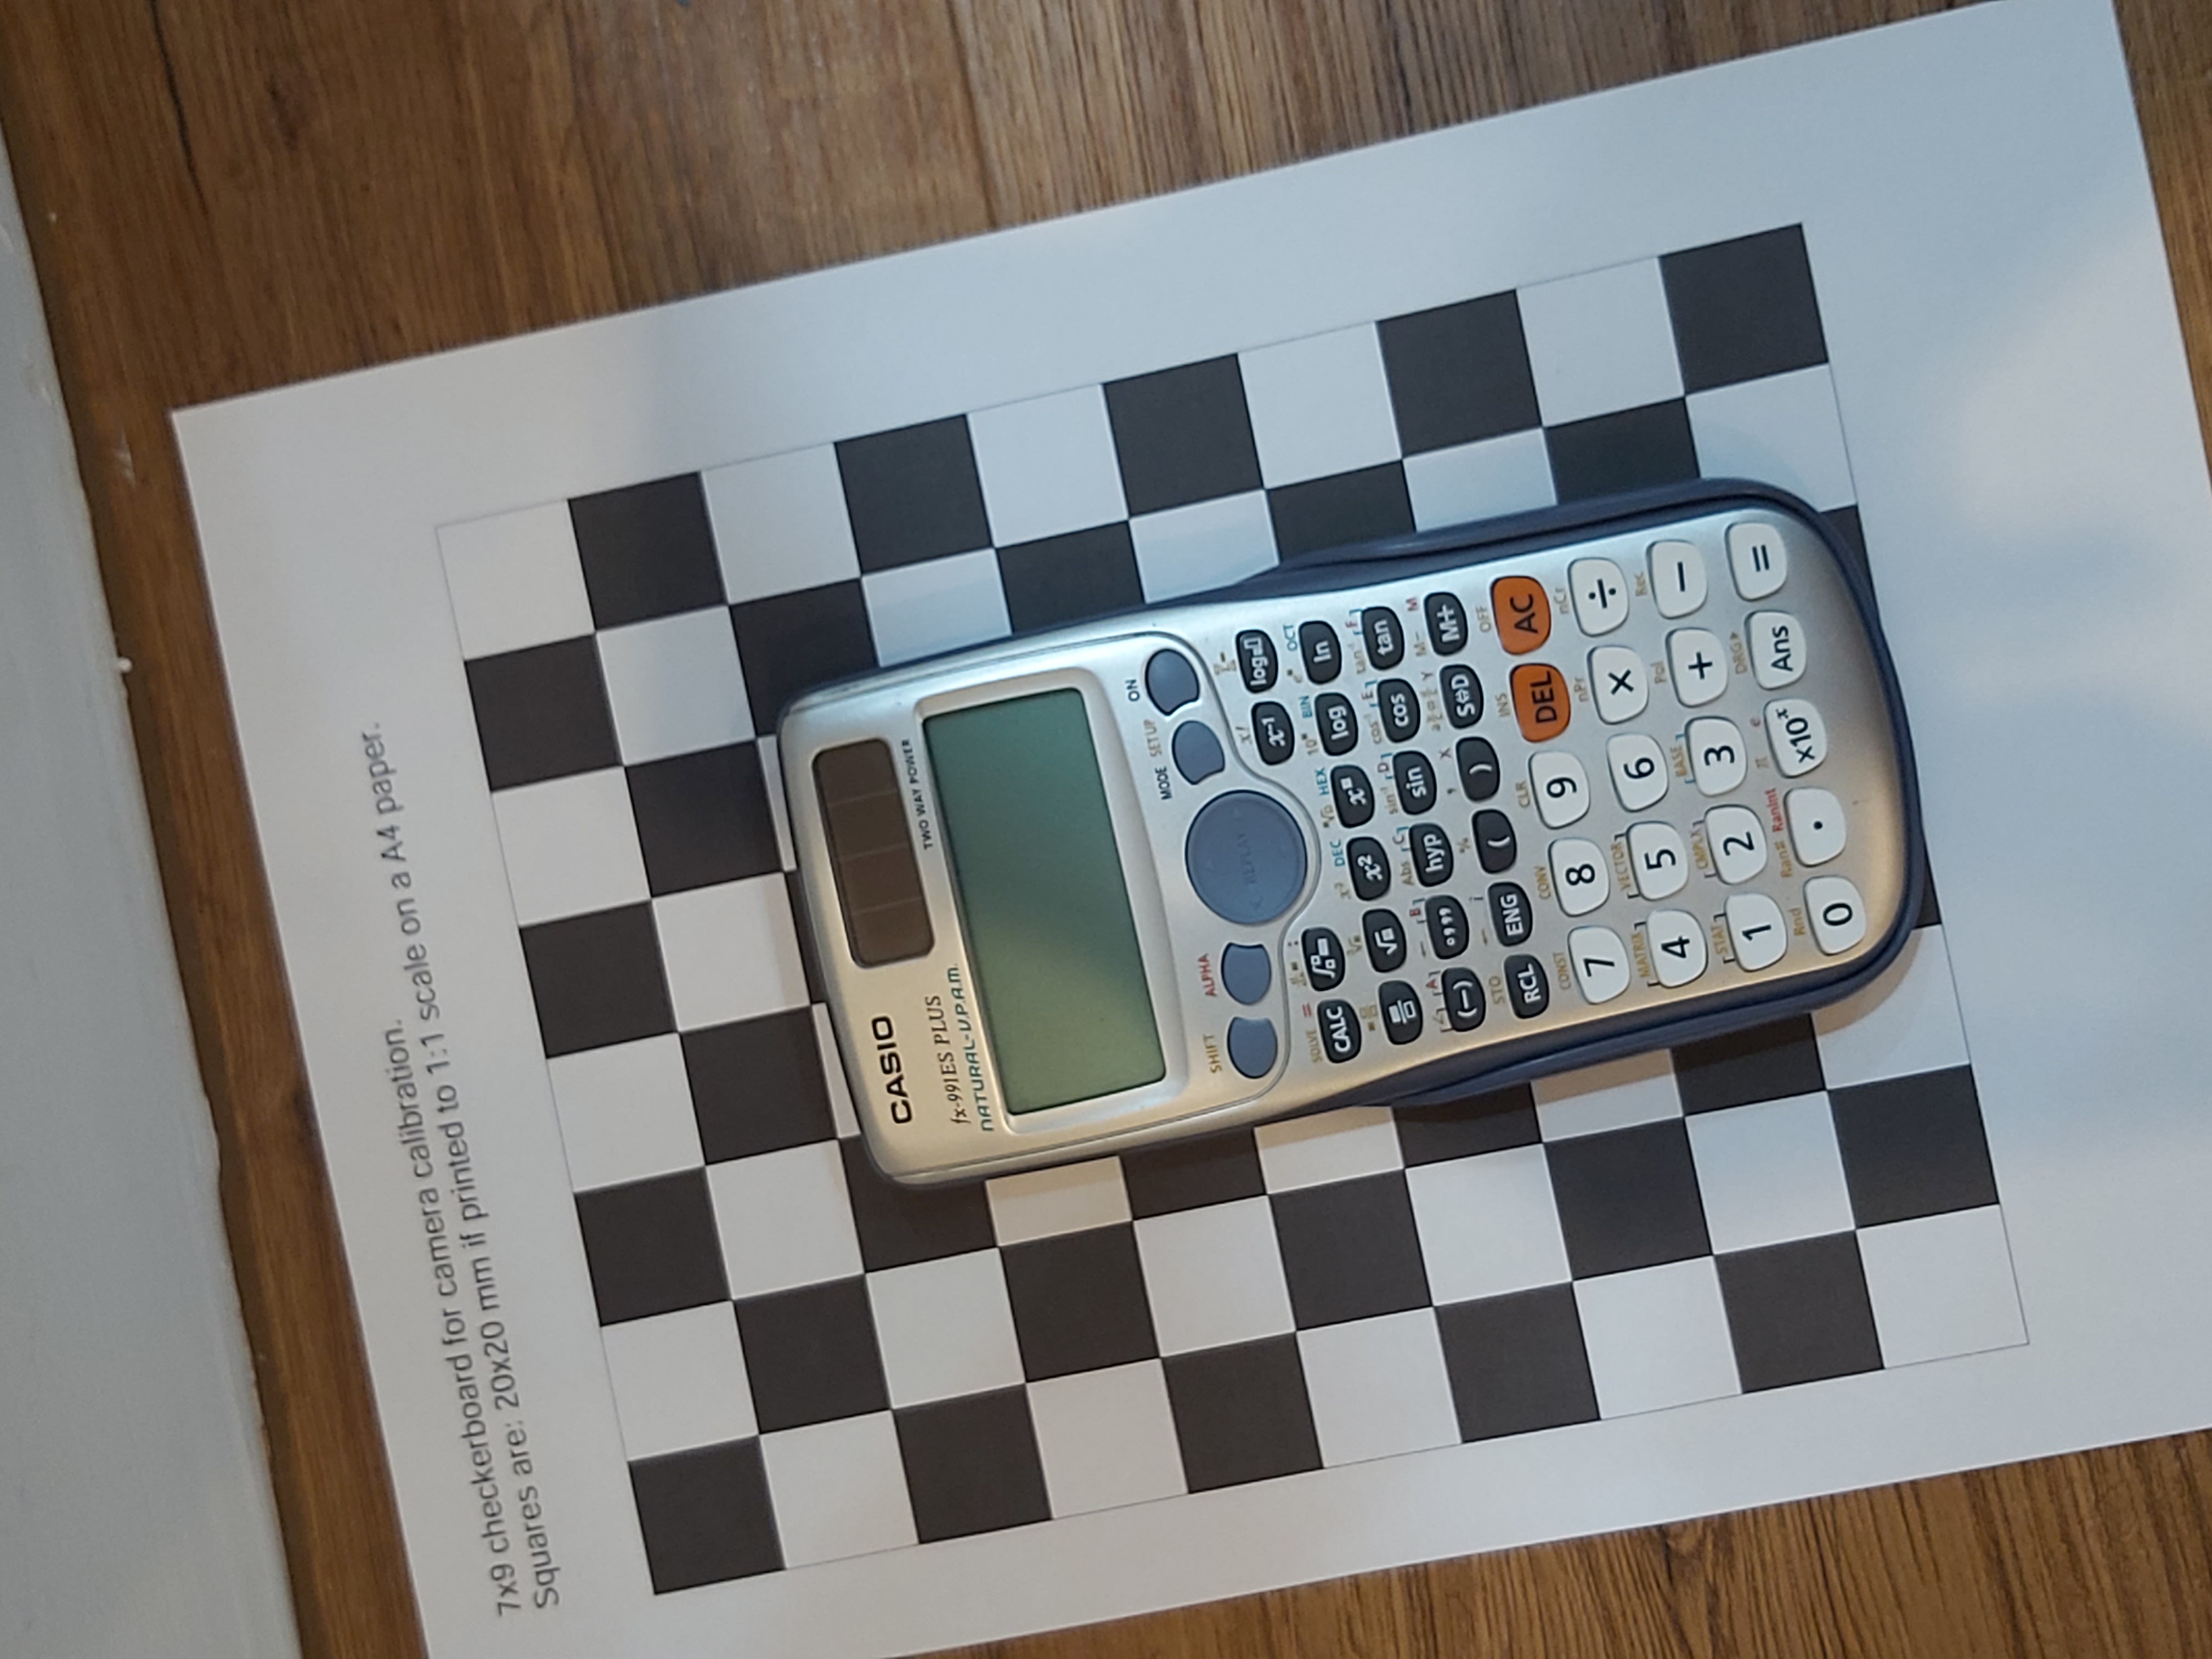 7x9 checkerboard for camera calibration.
Squares are: 20x20 mm if printed to 1:1 scale on a A4 paper.
CASIO
fx-991ES PLUS
TWO WAY POWER
NATURAL-V.P.A.M.
MODE SETUP ON
SHIFT ALPHA
REPLAY
x!
x⁻¹ log
SOLVE = :
CALC
x³ DEC HEX 10 BIN e OCT
√ x² x log ln
Abs C sin⁻¹ D cos⁻¹ E tan⁻¹ F
∠ A ← B
(−) hyp sin cos tan
STO ← i % , X Y M− M
RCL ENG ( ) S⇔D M+
CONST CONV CLR INS OFF
7 8 9 DEL AC
MATRIX VECTOR nPr nCr
4 5 6 × ÷
STAT CMPLX BASE Pol Rec
1 2 3 + −
Rnd Ran# RanInt π e DRG▶
0 . ×10ˣ Ans =